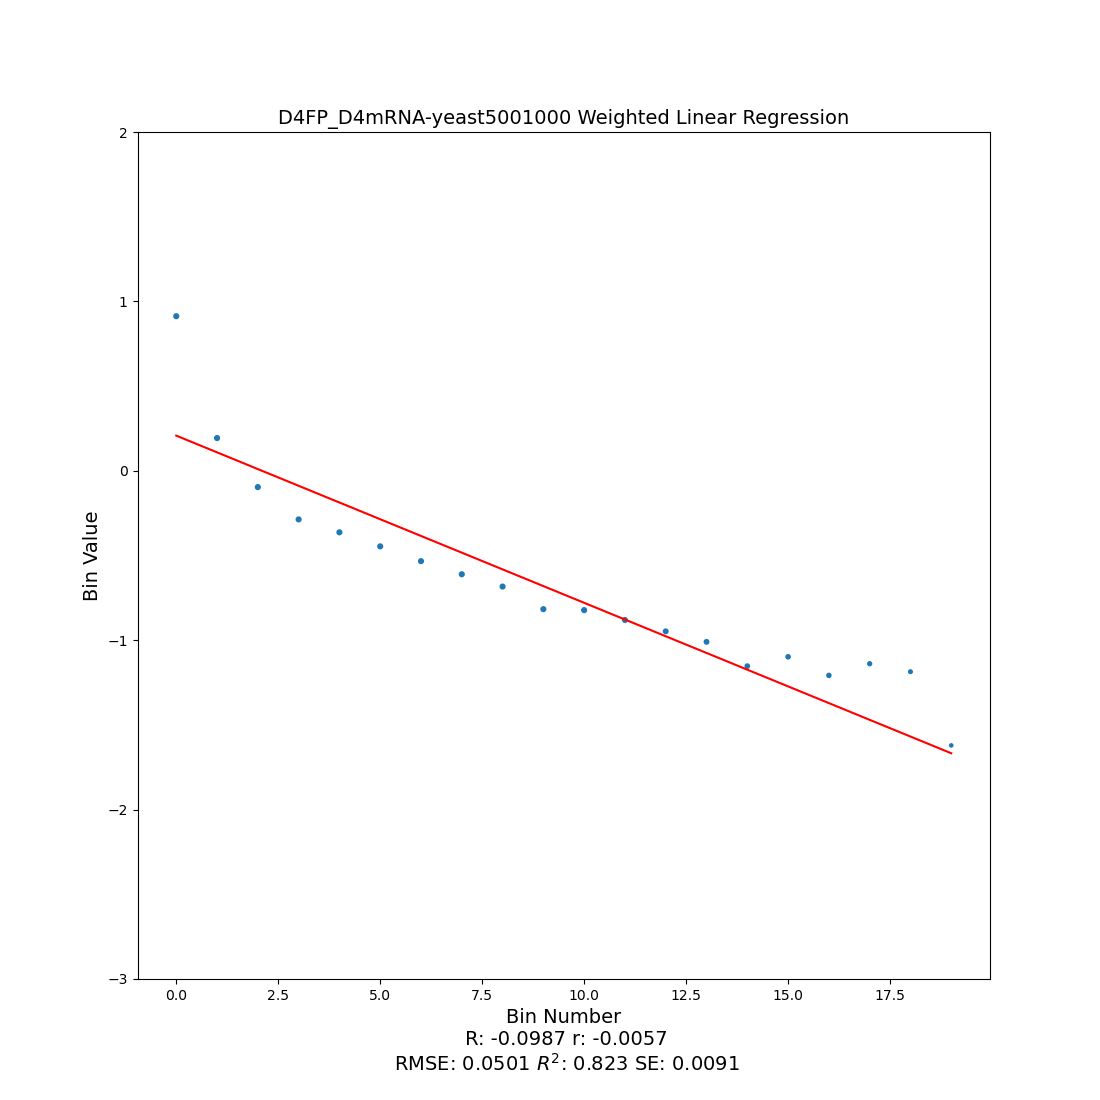 D4FP_D4mRNA-yeast5001000 Weighted Linear Regression
2
1
0
−1
−2
−3
Bin Value
0.0 2.5 5.0 7.5 10.0 12.5 15.0 17.5
Bin Number
R: -0.0987 r: -0.0057
RMSE: 0.0501 R²: 0.823 SE: 0.0091